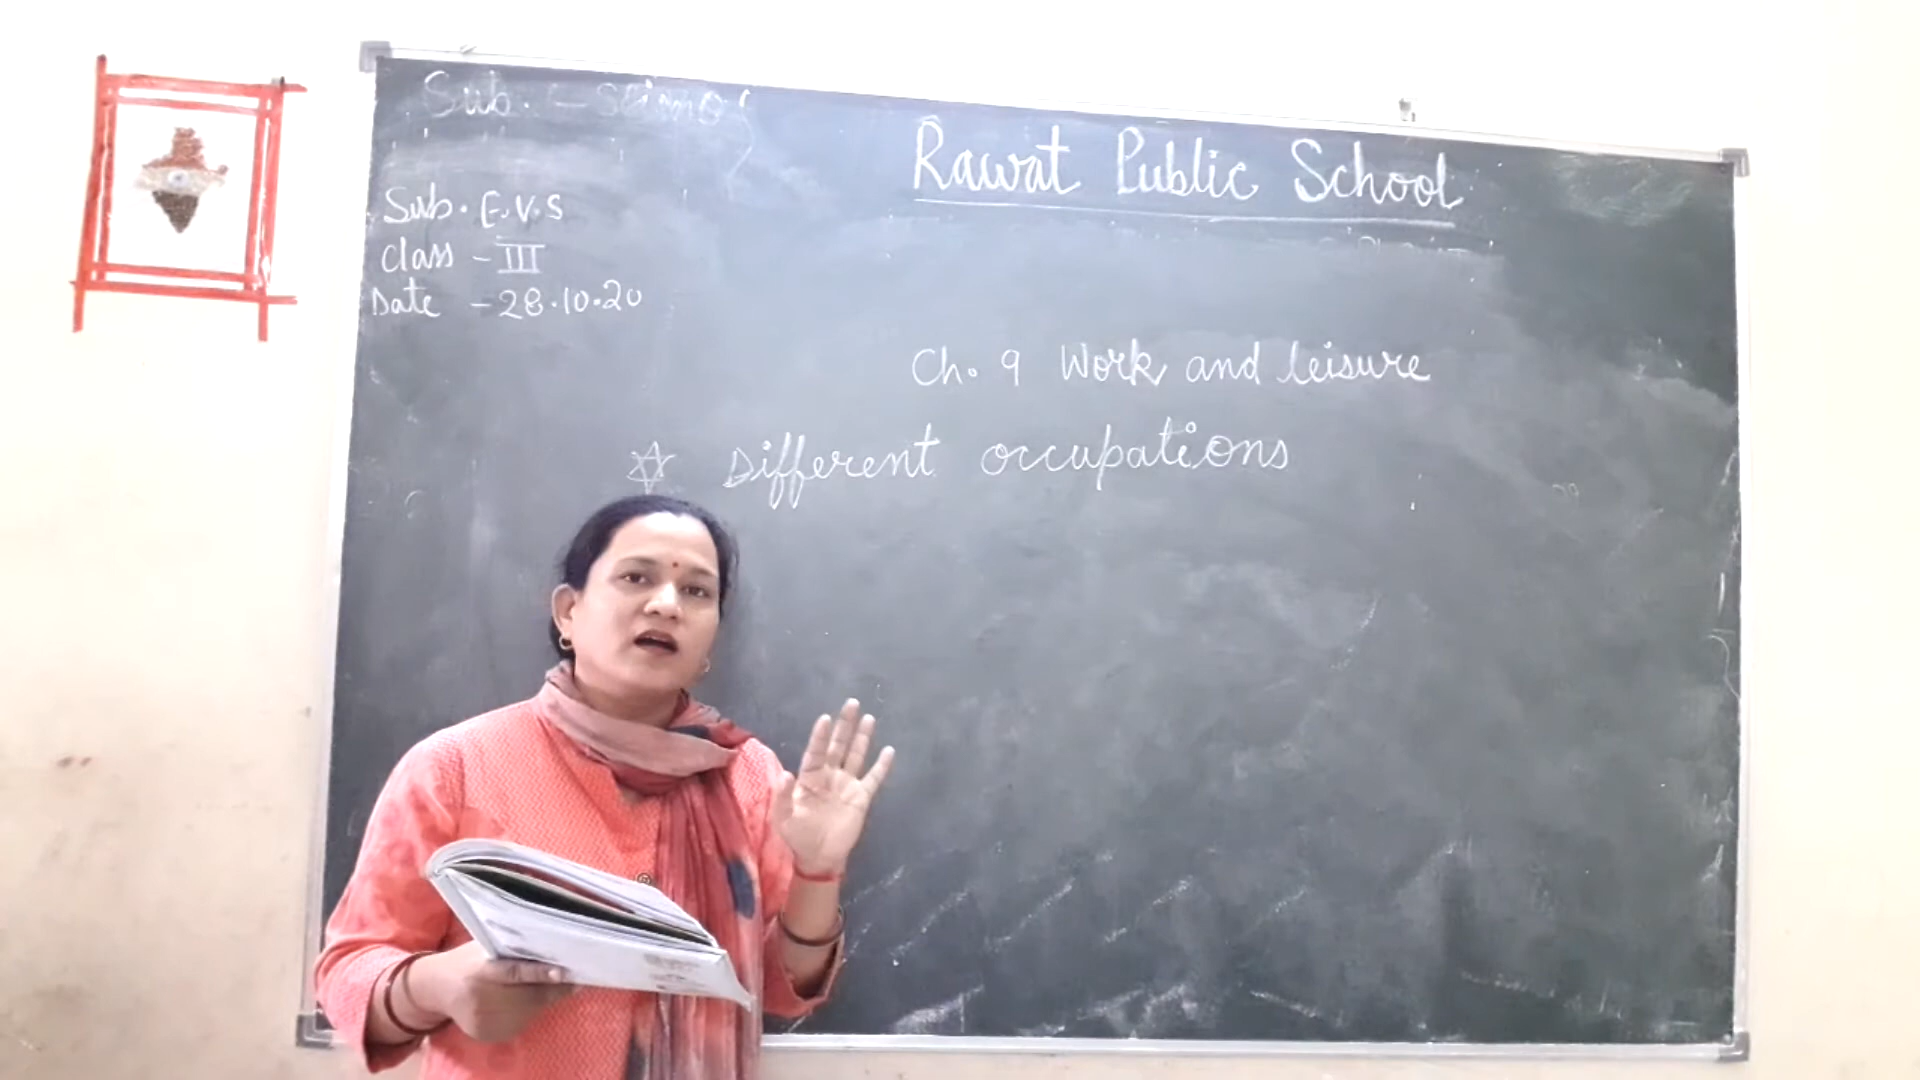 Rawat Public School
Sub. E.V.S
Class - III
Date - 28.10.20
Ch. 9 Work and leisure
Different occupations